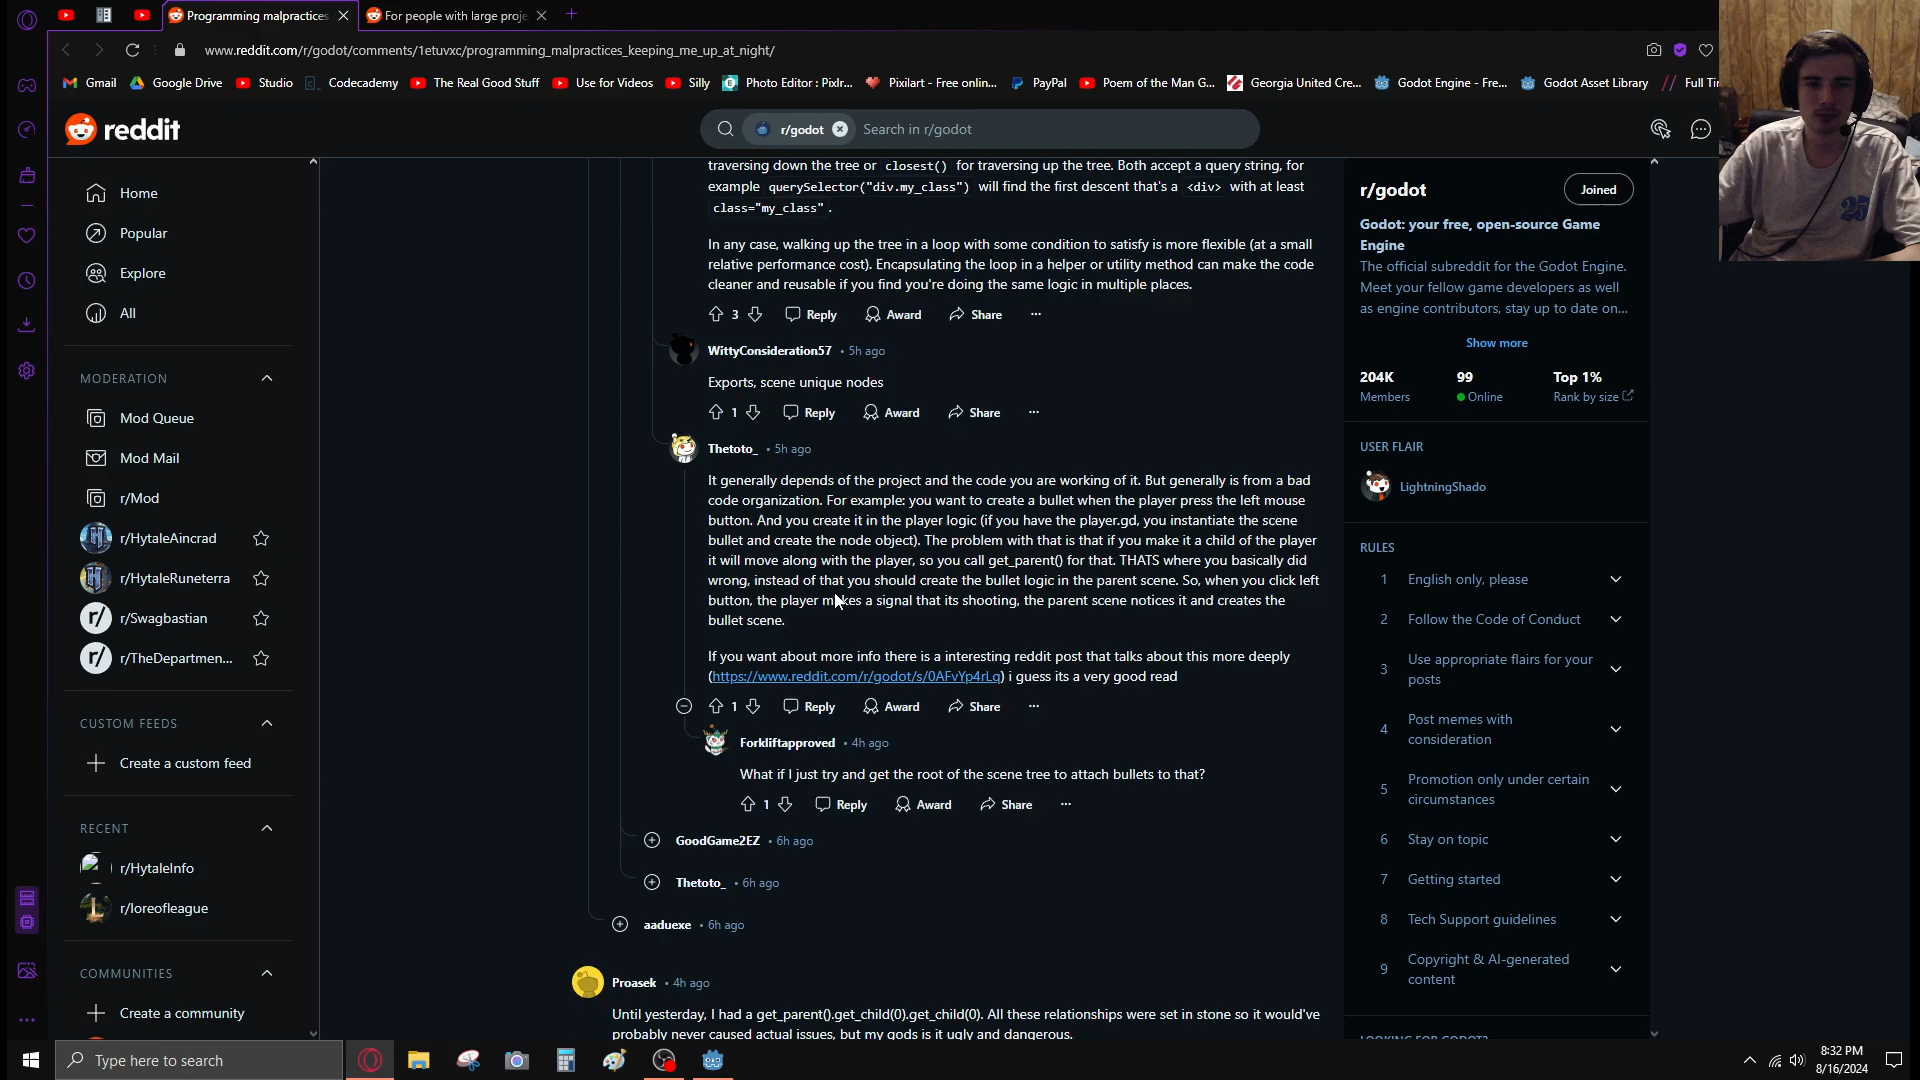 Programming malpractices
For people with large proje
www.reddit.com/r/godot/comments/1etuvxc/programming_malpractices_keeping_me_up_at_night/
Gmail
Google Drive
Studio
Codecademy
The Real Good Stuff
Use for Videos
Silly
Photo Editor : Pixlr...
Pixilart - Free onlin...
PayPal
Poem of the Man G...
Georgia United Cre...
Godot Engine - Fre...
Godot Asset Library
Full Ti
reddit
r/godot
Search in r/godot
Home
Popular
Explore
All
MODERATION
Mod Queue
Mod Mail
r/Mod
r/HytaleAincrad
r/HytaleRuneterra
r/Swagbastian
r/TheDepartmen...
CUSTOM FEEDS
Create a custom feed
RECENT
r/HytaleInfo
r/loreofleague
COMMUNITIES
Create a community
traversing down the tree or closest() for traversing up the tree. Both accept a query string, for
example querySelector("div.my_class") will find the first descent that's a <div> with at least
class="my_class" .
In any case, walking up the tree in a loop with some condition to satisfy is more flexible (at a small
relative performance cost). Encapsulating the loop in a helper or utility method can make the code
cleaner and reusable if you find you're doing the same logic in multiple places.
3 Reply Award Share ...
WittyConsideration57 • 5h ago
Exports, scene unique nodes
1 Reply Award Share ...
Thetoto_ • 5h ago
It generally depends of the project and the code you are working of it. But generally is from a bad
code organization. For example: you want to create a bullet when the player press the left mouse
button. And you create it in the player logic (if you have the player.gd, you instantiate the scene
bullet and create the node object). The problem with that is that if you make it a child of the player
it will move along with the player, so you call get_parent() for that. THATS where you basically did
wrong, instead of that you should create the bullet logic in the parent scene. So, when you click left
button, the player makes a signal that its shooting, the parent scene notices it and creates the
bullet scene.
If you want about more info there is a interesting reddit post that talks about this more deeply
(https://www.reddit.com/r/godot/s/0AFvYp4rLq) i guess its a very good read
1 Reply Award Share ...
Forkliftapproved • 4h ago
What if I just try and get the root of the scene tree to attach bullets to that?
1 Reply Award Share ...
GoodGame2EZ • 6h ago
Thetoto_ • 6h ago
aaduexe • 6h ago
Proasek • 4h ago
Until yesterday, I had a get_parent().get_child(0).get_child(0). All these relationships were set in stone so it would've
probably never caused actual issues, but my gods is it ugly and dangerous.
r/godot
Joined
Godot: your free, open-source Game
Engine
The official subreddit for the Godot Engine.
Meet your fellow game developers as well
as engine contributors, stay up to date on...
Show more
204K 99 Top 1%
Members Online Rank by size
USER FLAIR
LightningShado
RULES
1 English only, please
2 Follow the Code of Conduct
3 Use appropriate flairs for your
posts
4 Post memes with
consideration
5 Promotion only under certain
circumstances
6 Stay on topic
7 Getting started
8 Tech Support guidelines
9 Copyright & AI-generated
content
LOOKING FOR GODOT?
25
Type here to search
8:32 PM
8/16/2024